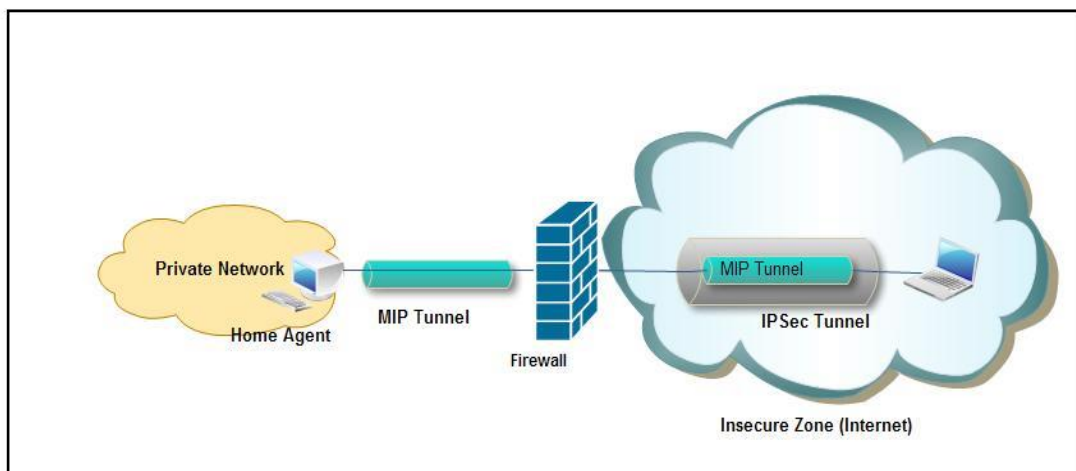 Private Network
Home Agent
MIP Tunnel
Firewall
MIP Tunnel
IPSec Tunnel
Insecure Zone (Internet)